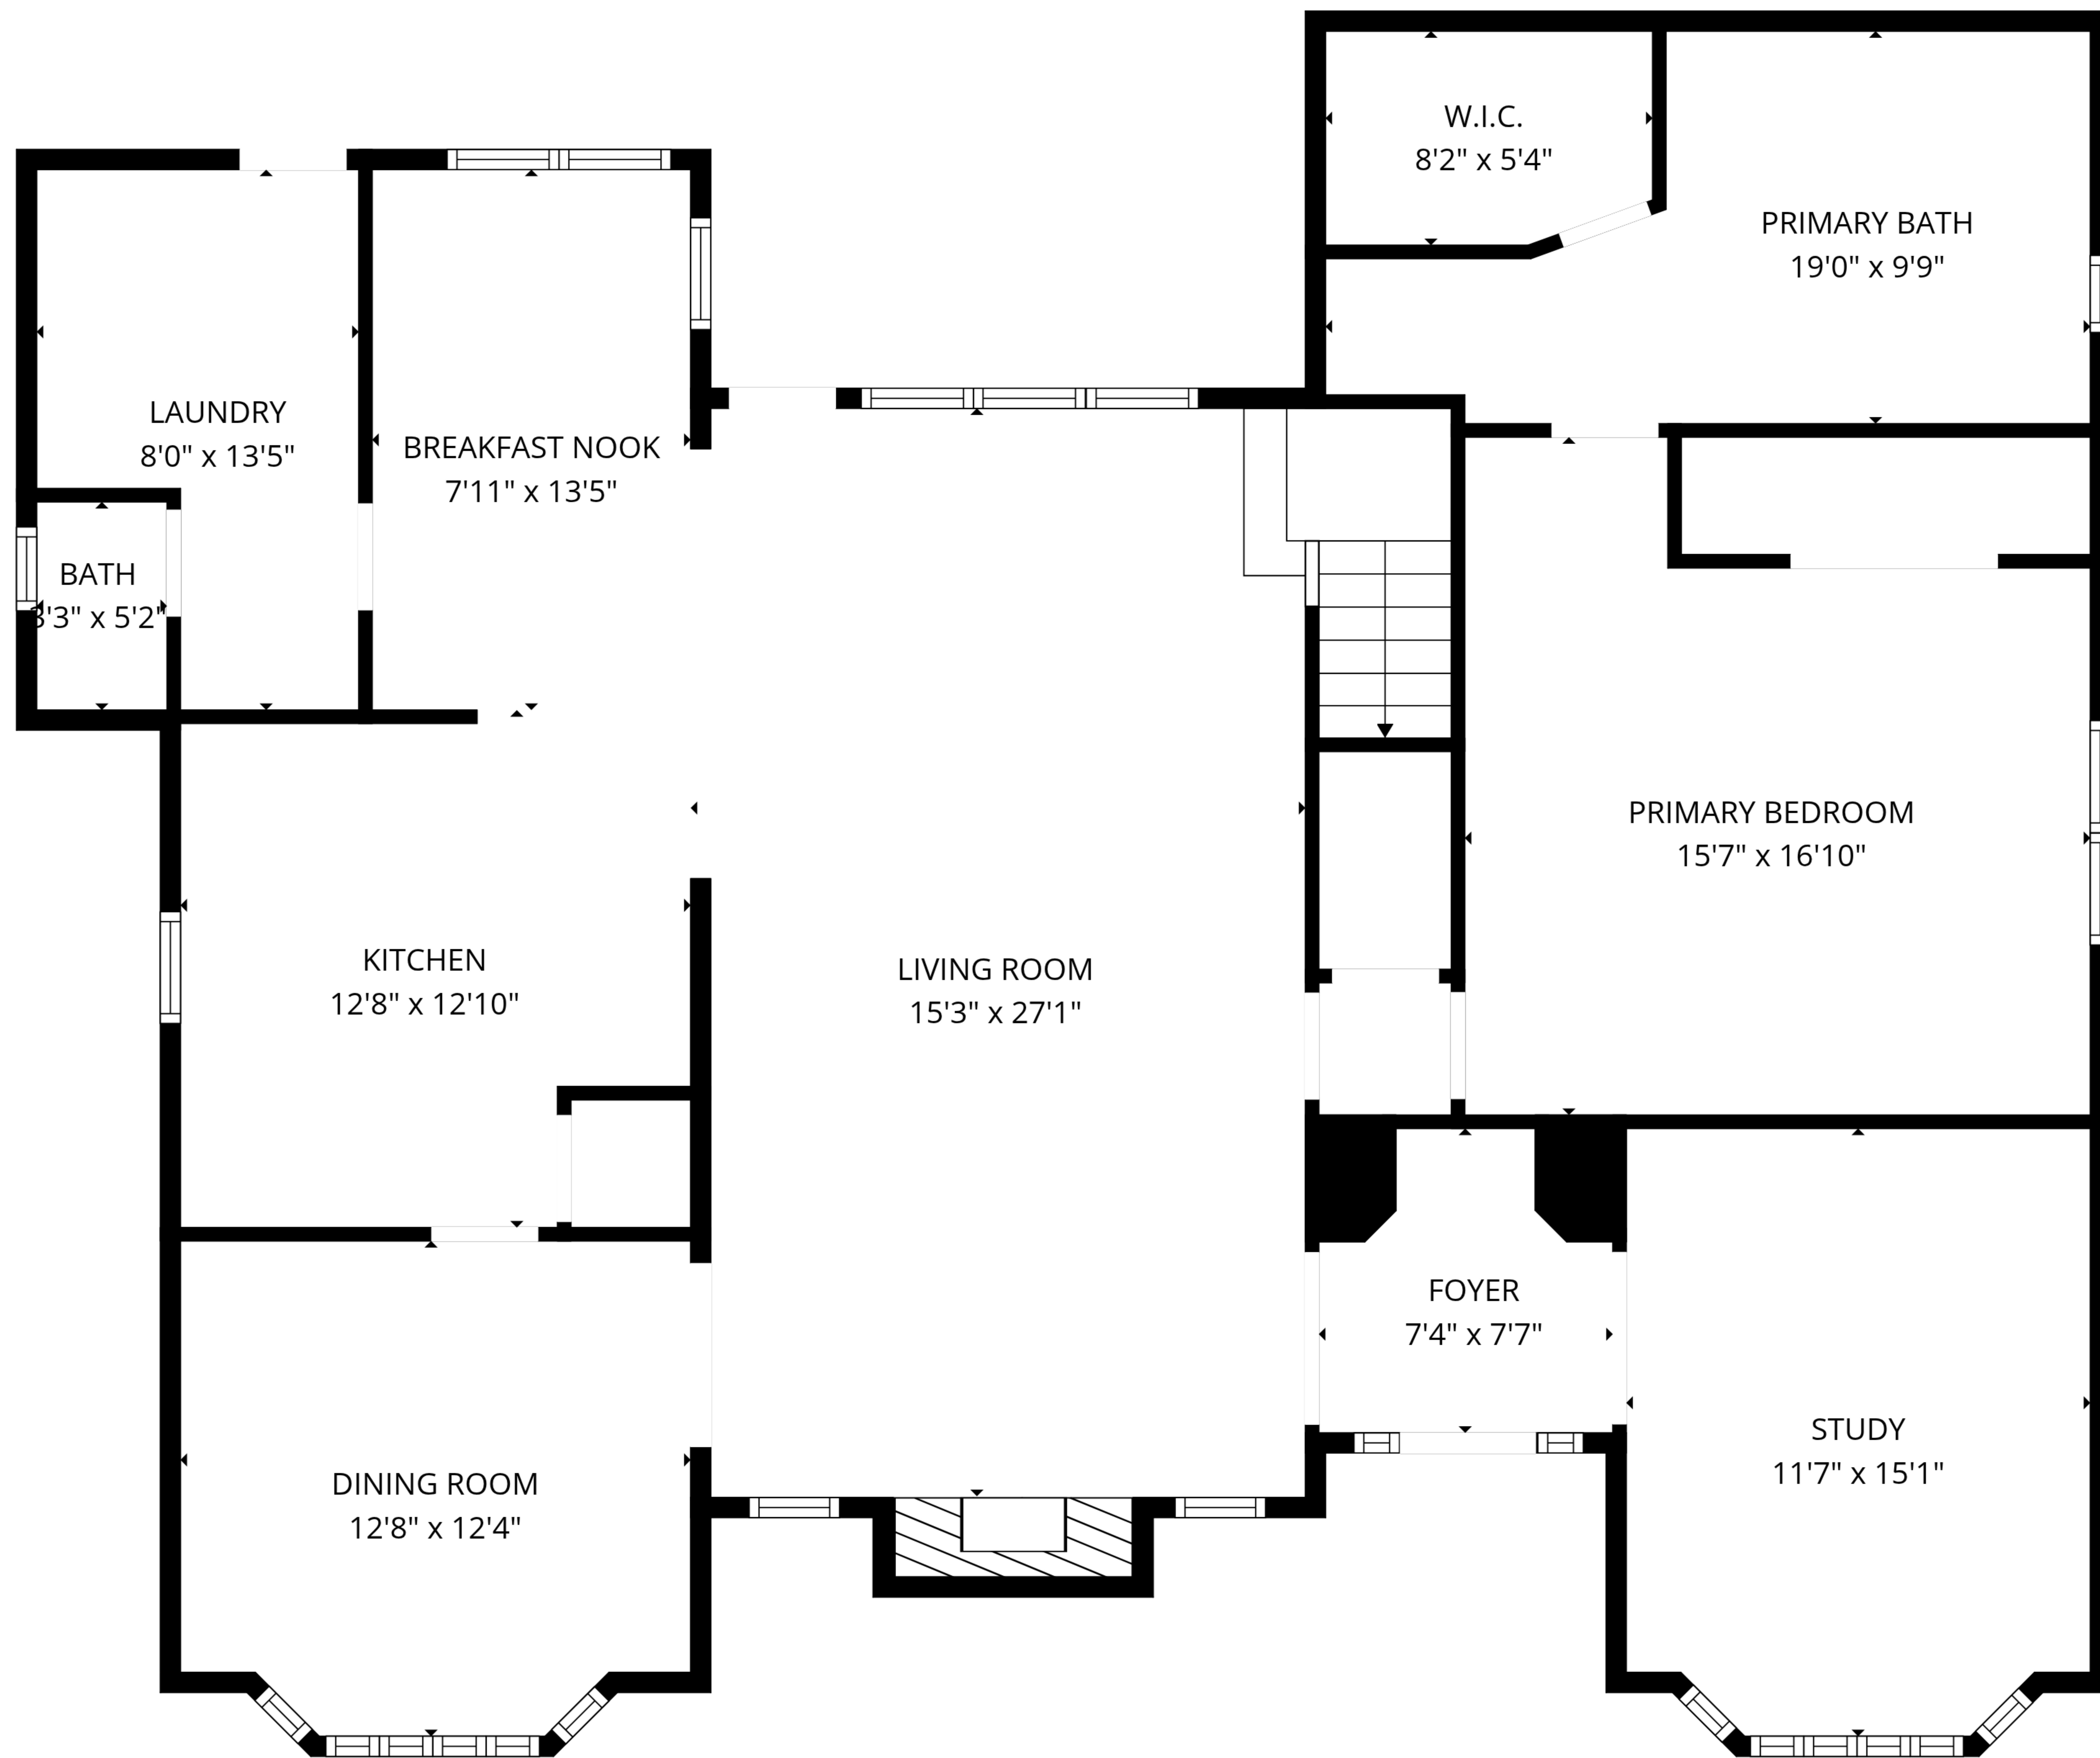 W.I.C.
8'2" x 5'4"
PRIMARY BATH
19'0" x 9'9"
LAUNDRY
8'0" x 13'5"
BREAKFAST NOOK
7'11" x 13'5"
BATH
3'3" x 5'2"
PRIMARY BEDROOM
15'7" x 16'10"
KITCHEN
12'8" x 12'10"
LIVING ROOM
15'3" x 27'1"
FOYER
7'4" x 7'7"
STUDY
11'7" x 15'1"
DINING ROOM
12'8" x 12'4"